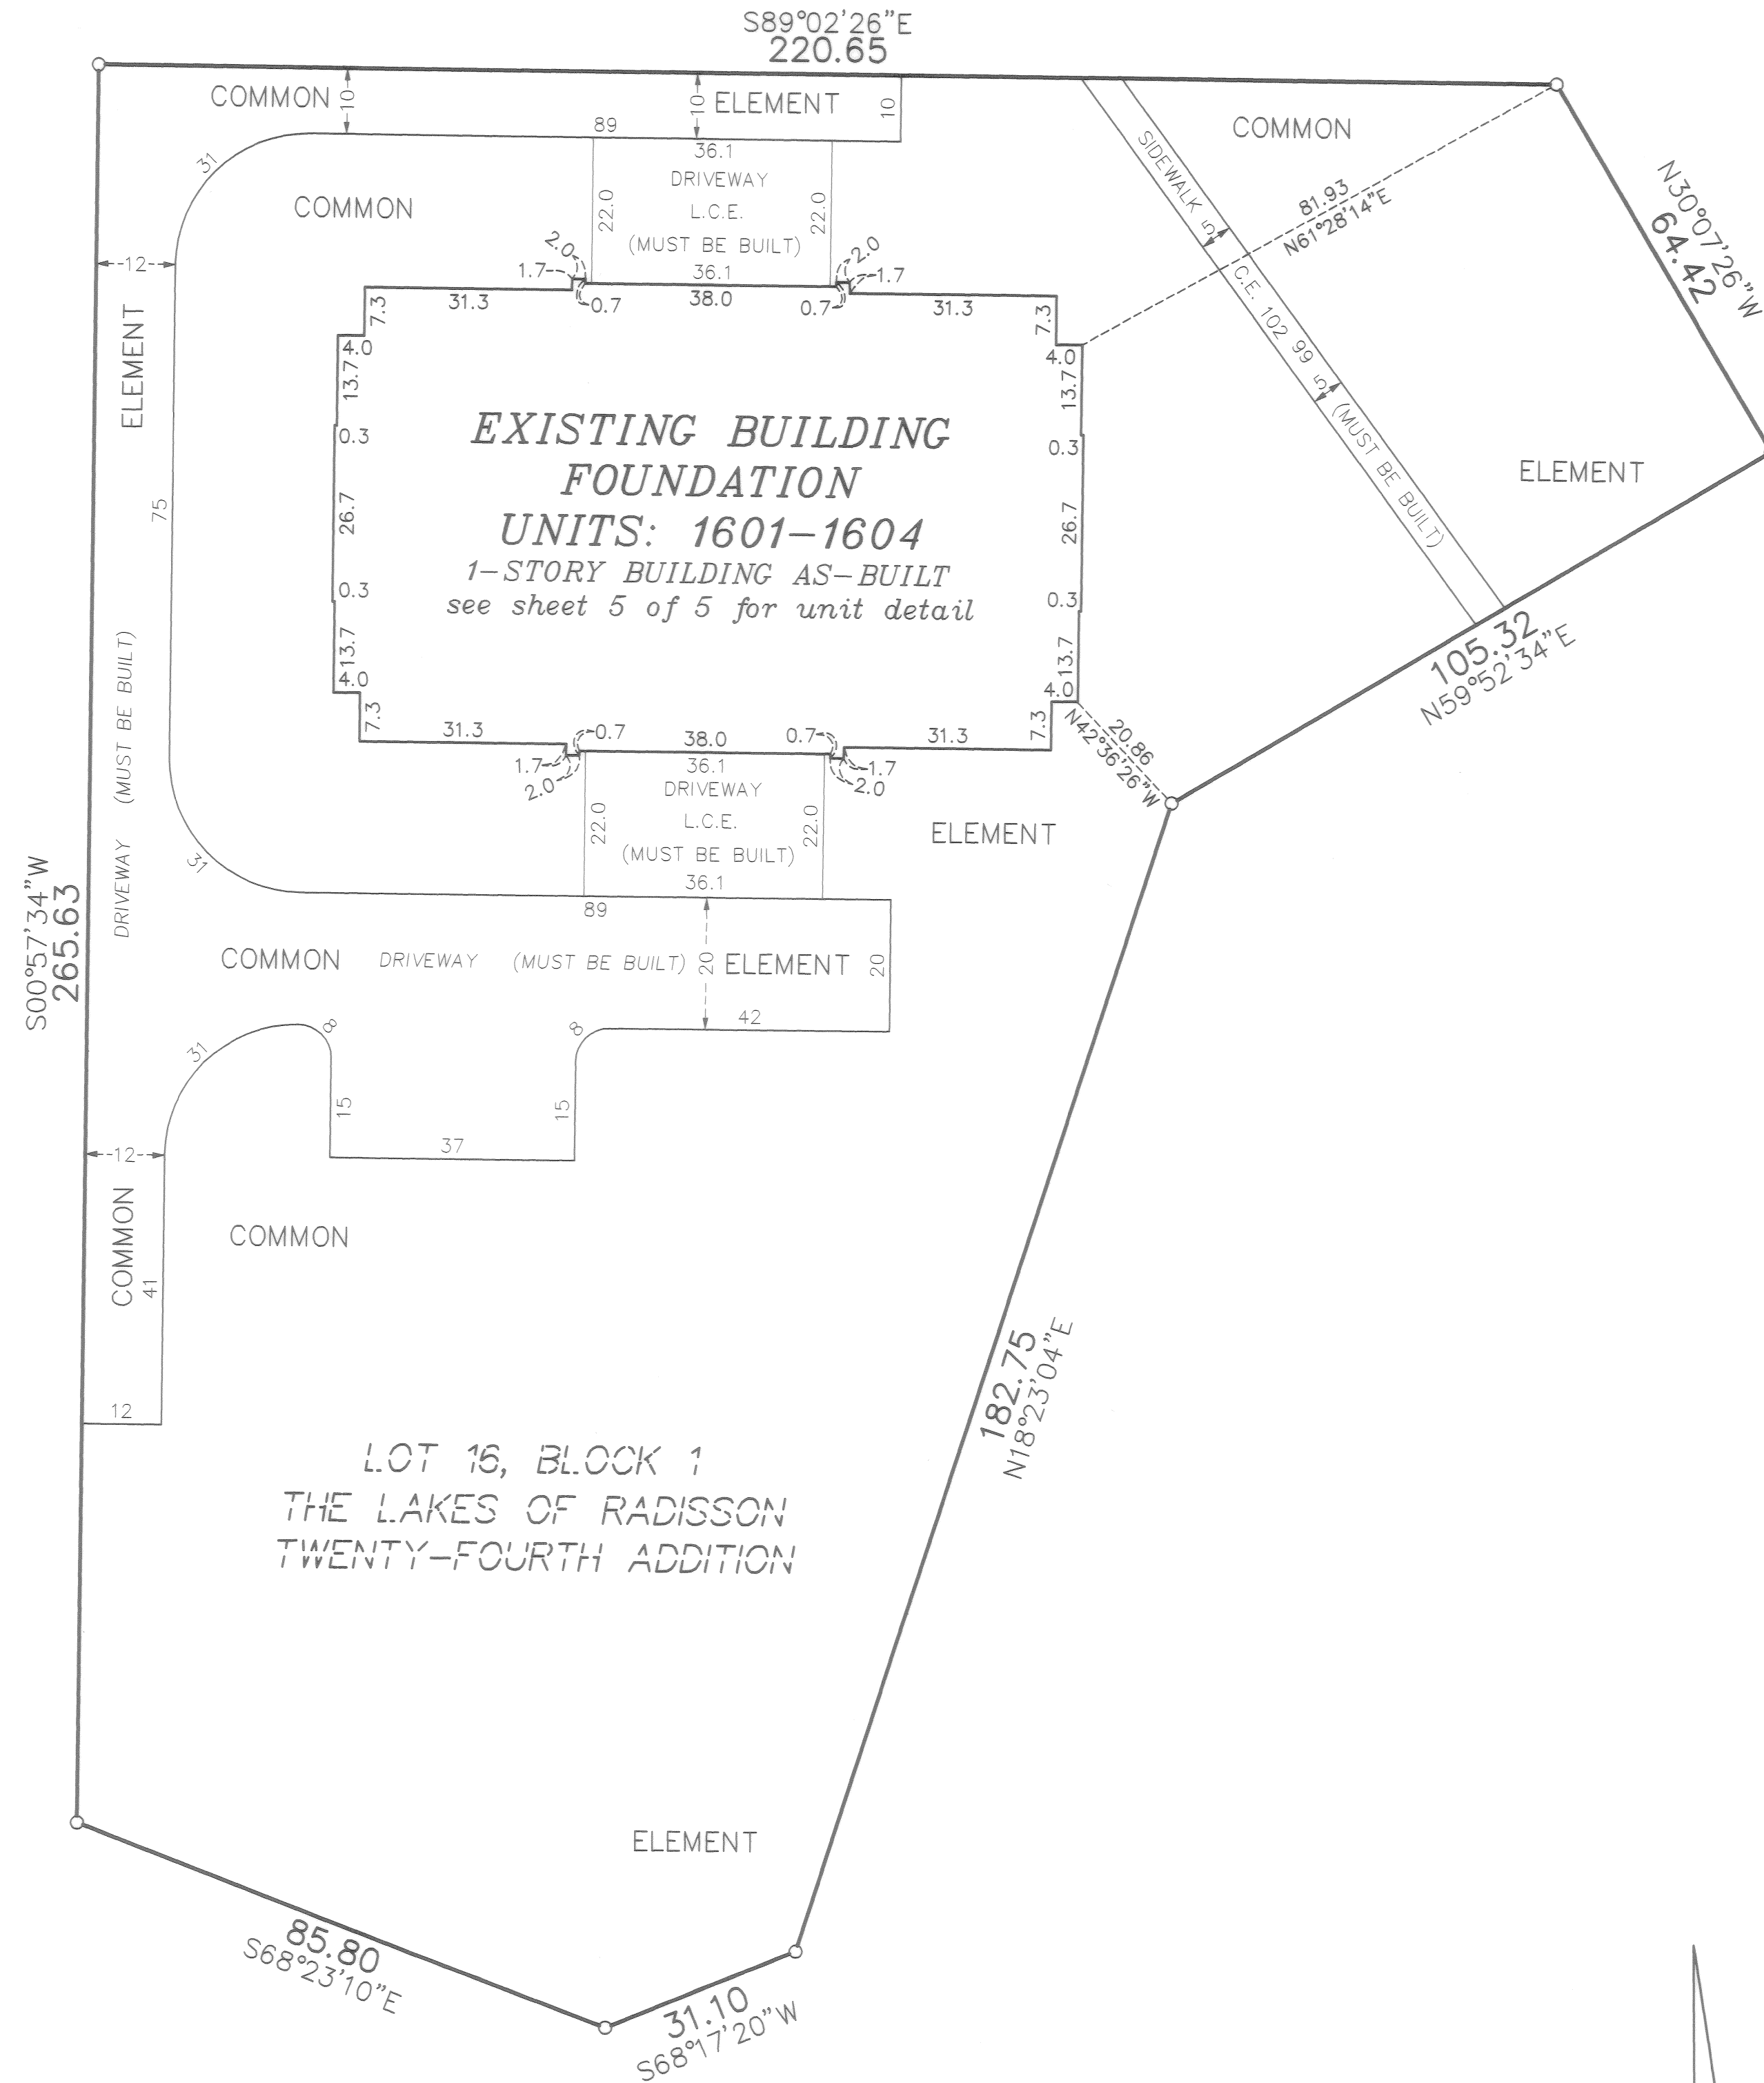 S89°02'26"E
220.65
COMMON
10
10
ELEMENT
10
COMMON
89
36.1
DRIVEWAY
L.C.E.
(MUST BE BUILT)
36.1
22.0
22.0
31
COMMON
SIDEWALK 5
C.E. 102 99 5 (MUST BE BUILT)
81.93
N61°28'14"E
N30°07'26"W
64.42
12
2.0
1.7
2.0
1.7
31.3
0.7
38.0
0.7
31.3
7.3
7.3
4.0
4.0
13.7
13.7
ELEMENT
EXISTING BUILDING
FOUNDATION
UNITS: 1601-1604
1-STORY BUILDING AS-BUILT
see sheet 5 of 5 for unit detail
0.3
0.3
ELEMENT
75
26.7
26.7
0.3
0.3
13.7
13.7
4.0
4.0
7.3
7.3
105.32
N59°52'34"E
20.86
N42°36'26"W
31.3
0.7
38.0
0.7
31.3
1.7
2.0
1.7
2.0
36.1
DRIVEWAY
L.C.E.
(MUST BE BUILT)
36.1
22.0
22.0
ELEMENT
DRIVEWAY (MUST BE BUILT)
31
S00°57'34"W
265.63
89
COMMON
DRIVEWAY (MUST BE BUILT)
20
ELEMENT
20
42
8
8
31
15
15
37
12
COMMON
41
COMMON
12
182.75
N18°23'04"E
LOT 16, BLOCK 1
THE LAKES OF RADISSON
TWENTY-FOURTH ADDITION
ELEMENT
85.80
S68°23'10"E
31.10
S68°17'20"W